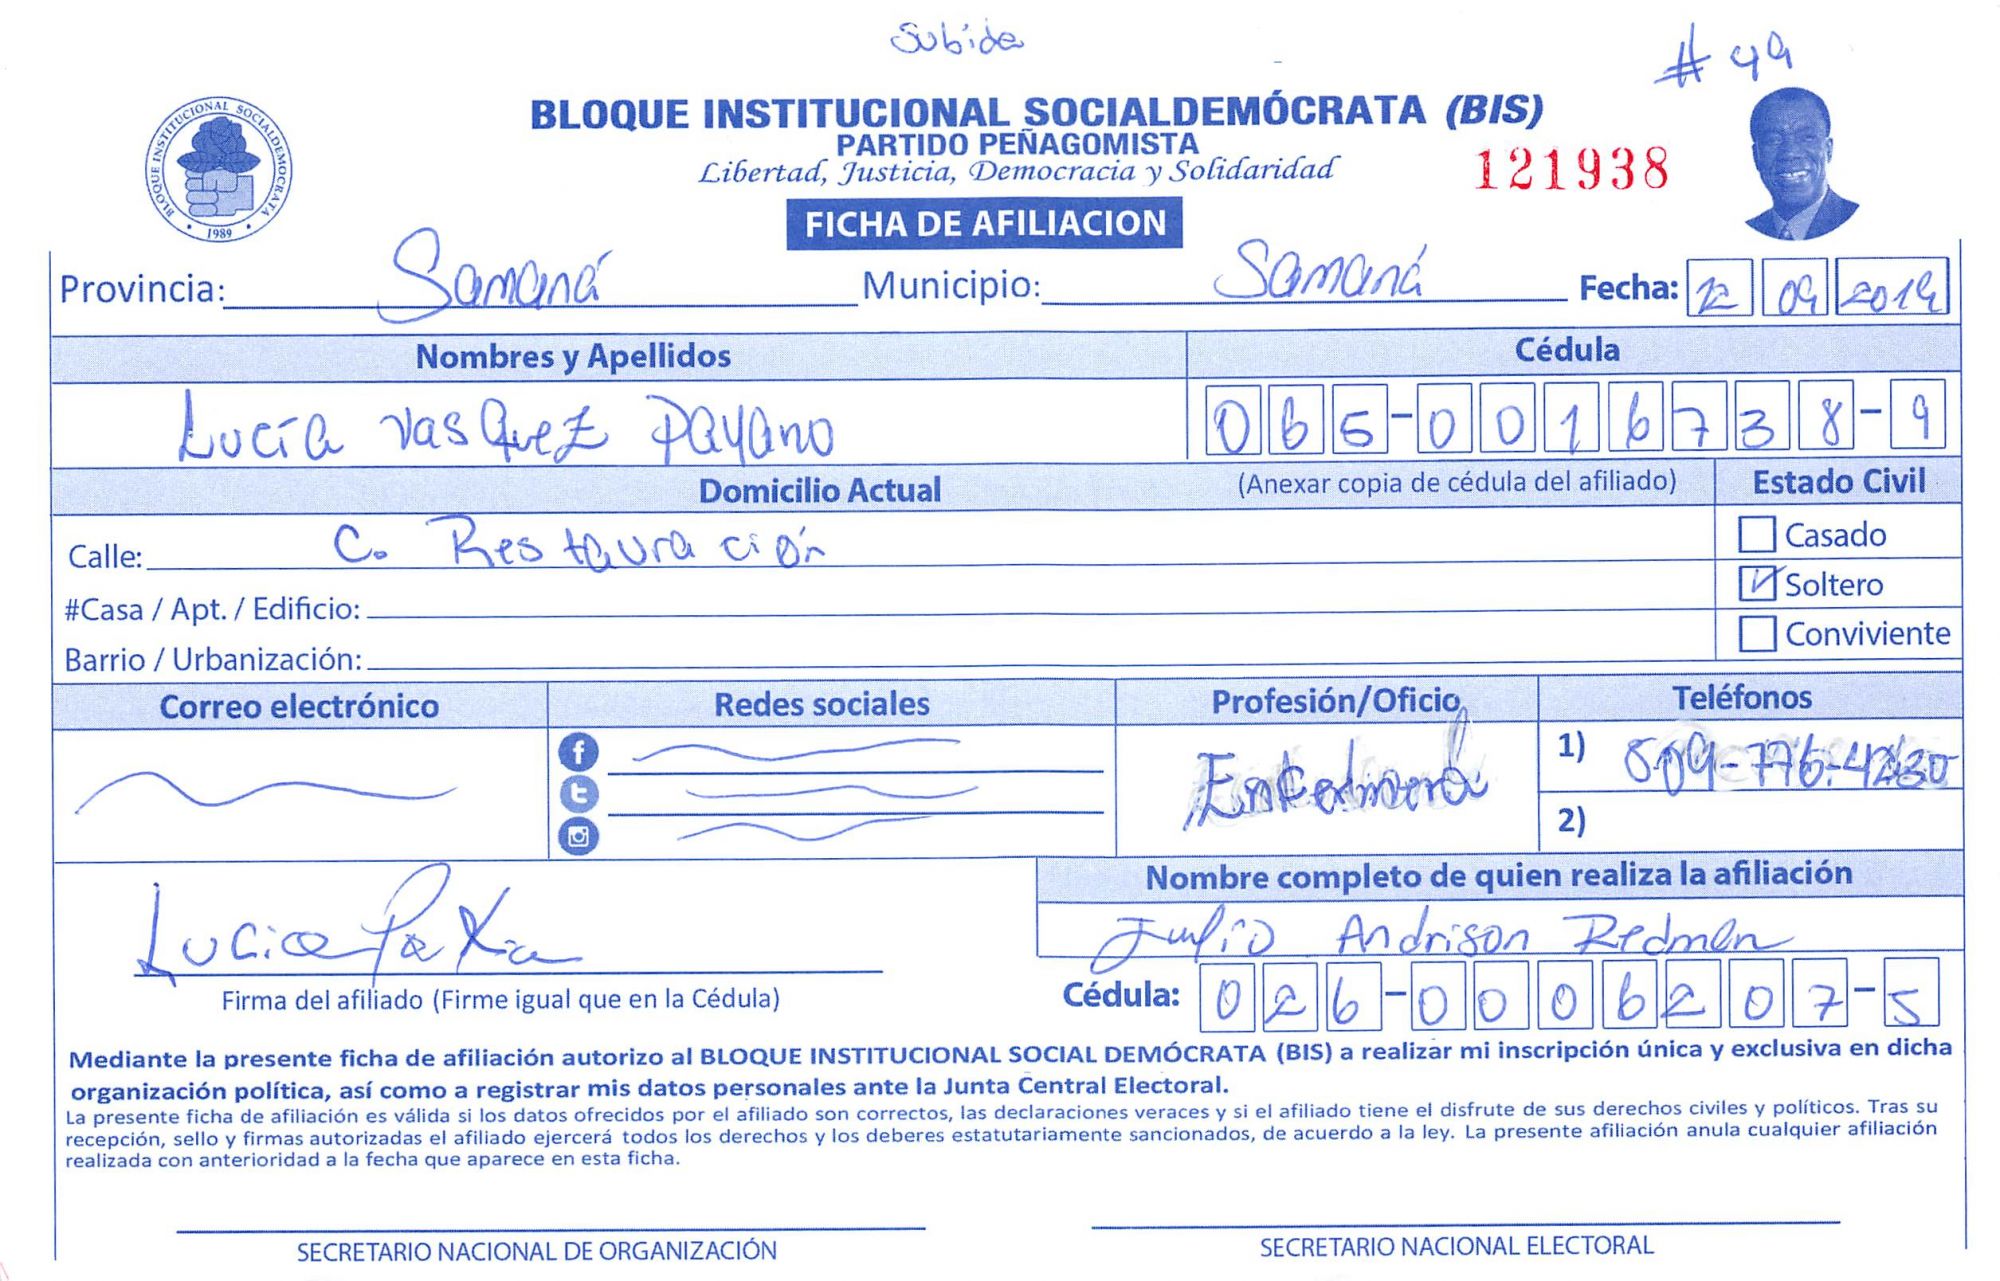 Subida
# 49
BLOQUE INSTITUCIONAL SOCIALDEMÓCRATA (BIS)
PARTIDO PEÑAGOMISTA
Libertad, Justicia, Democracia y Solidaridad
121938
BLOQUE INSTITUCIONAL SOCIALDEMOCRATA
• 1989 •
FICHA DE AFILIACION
Provincia: Samaná Municipio: Samaná Fecha: 12 09 2019
Nombres y Apellidos Cédula
Lucía Vasquez Payano 065-0016738-9
Domicilio Actual (Anexar copia de cédula del afiliado) Estado Civil
Calle: C. Restauración
Casado
#Casa / Apt. / Edificio:
Soltero
Barrio / Urbanización:
Conviviente
Correo electrónico Redes sociales Profesión/Oficio Teléfonos
Enfermera
1) 809-776-4230
2)
Nombre completo de quien realiza la afiliación
Julio Andrison Redman
Lucia
Firma del afiliado (Firme igual que en la Cédula)
Cédula: 026-0006207-5
Mediante la presente ficha de afiliación autorizo al BLOQUE INSTITUCIONAL SOCIAL DEMÓCRATA (BIS) a realizar mi inscripción única y exclusiva en dicha
organización política, así como a registrar mis datos personales ante la Junta Central Electoral.
La presente ficha de afiliación es válida si los datos ofrecidos por el afiliado son correctos, las declaraciones veraces y si el afiliado tiene el disfrute de sus derechos civiles y políticos. Tras su
recepción, sello y firmas autorizadas el afiliado ejercerá todos los derechos y los deberes estatutariamente sancionados, de acuerdo a la ley. La presente afiliación anula cualquier afiliación
realizada con anterioridad a la fecha que aparece en esta ficha.
SECRETARIO NACIONAL DE ORGANIZACIÓN
SECRETARIO NACIONAL ELECTORAL